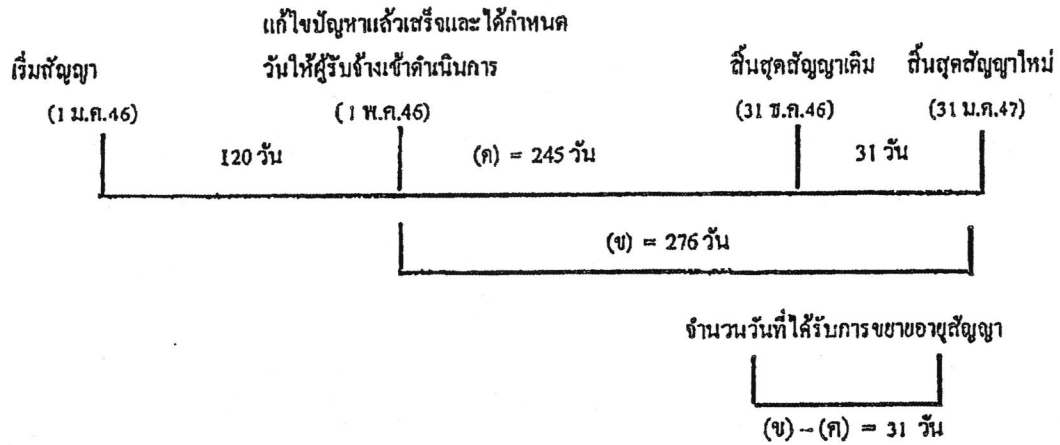 แก้ไขปัญหาแล้วเสร็จและได้กำหนด
เริ่มสัญญา วันให้ผู้รับจ้างเข้าดำเนินการ สิ้นสุดสัญญาเดิม สิ้นสุดสัญญาใหม่
(1 ม.ค.46) (1 พ.ค.46) (31 ธ.ค.46) (31 ม.ค.47)
120 วัน (ค) = 245 วัน 31 วัน
(ข) = 276 วัน
จำนวนวันที่ได้รับการขยายอายุสัญญา
(ข) – (ค) = 31 วัน